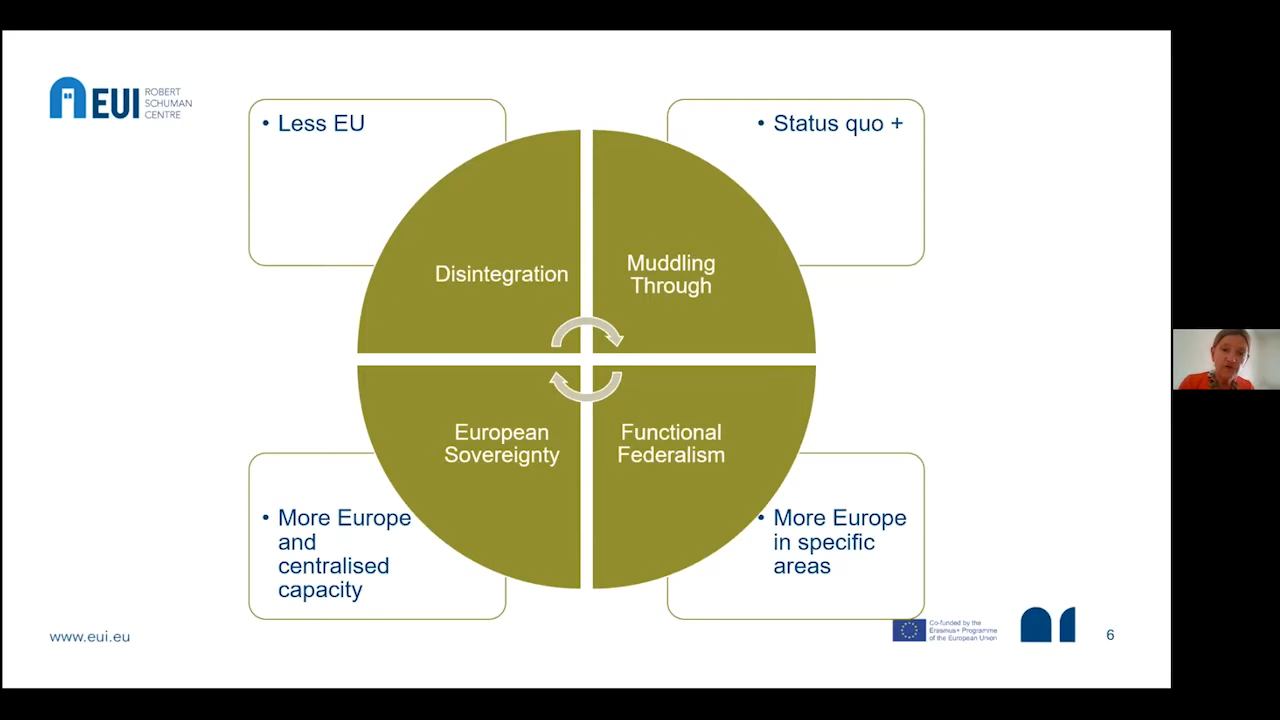 EUI
ROBERT
SCHUMAN
CENTRE
• Less EU
• Status quo +
Disintegration
Muddling
Through
European
Sovereignty
Functional
Federalism
• More Europe
and
centralised
capacity
• More Europe
in specific
areas
www.eui.eu
Co-funded by the
Erasmus+ Programme
of the European Union
6